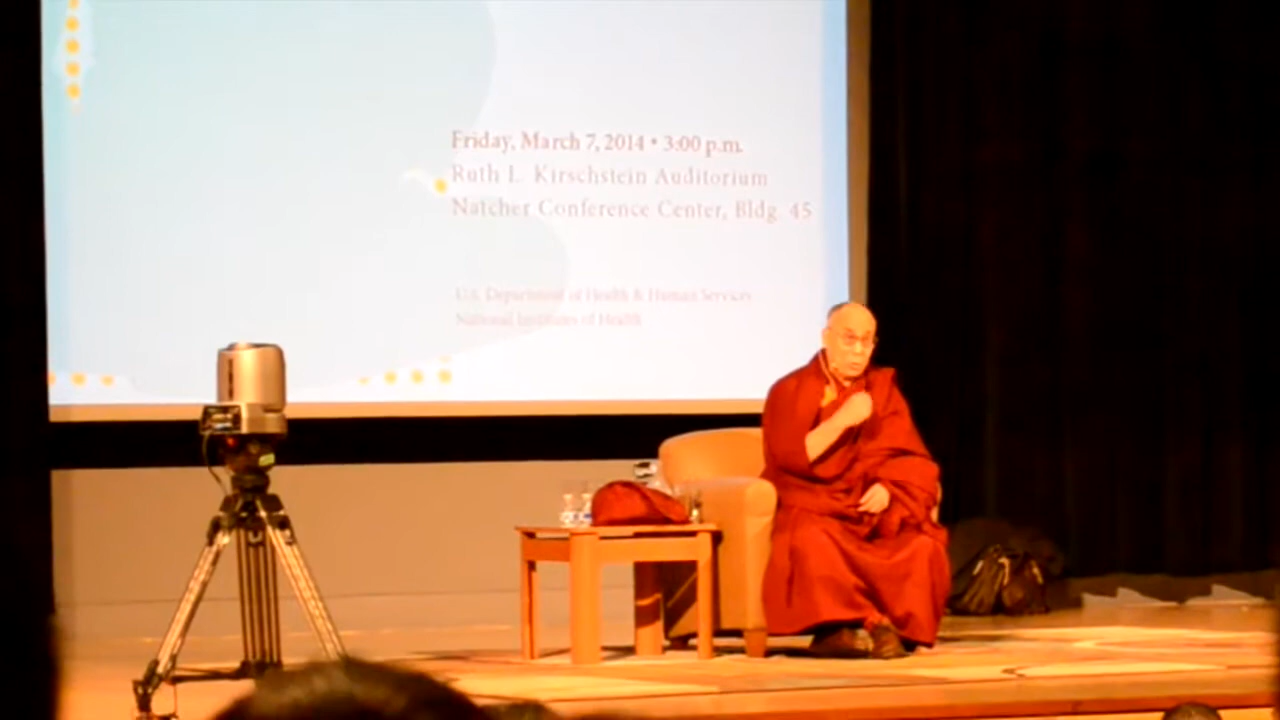 Friday, March 7, 2014 • 3:00 p.m.
Ruth L. Kirschstein Auditorium
Natcher Conference Center, Bldg. 45
U.S. Department of Health & Human Services
National Institutes of Health